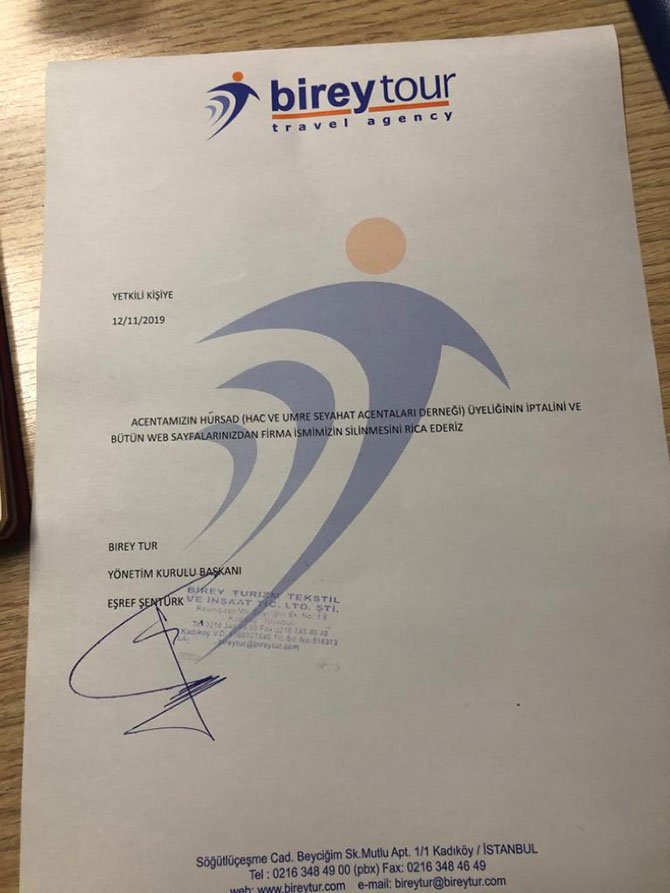 bireytour
travel agency
YETKİLİ KİŞİYE
12/11/2019
ACENTAMIZIN HÜRSAD (HAC VE UMRE SEYAHAT ACENTALARI DERNEĞİ) ÜYELİĞİNİN İPTALİNİ VE
BÜTÜN WEB SAYFALARINIZDAN FİRMA İSMİMİZİN SİLİNMESİNİ RİCA EDERİZ
BIREY TUR
YÖNETİM KURULU BAŞKANI
EŞREF ŞENTÜRK
BİREY TURİZM TEKSTİL
VE İNŞAAT TİC. LTD. ŞTİ.
bireytur@bireytur.com
Söğütlüçeşme Cad. Beyciğim Sk.Mutlu Apt. 1/1 Kadıköy / İSTANBUL
Tel : 0216 348 49 00 (pbx) Fax: 0216 348 46 49
web: www.bireytur.com e-mail: bireytur@bireytur.com